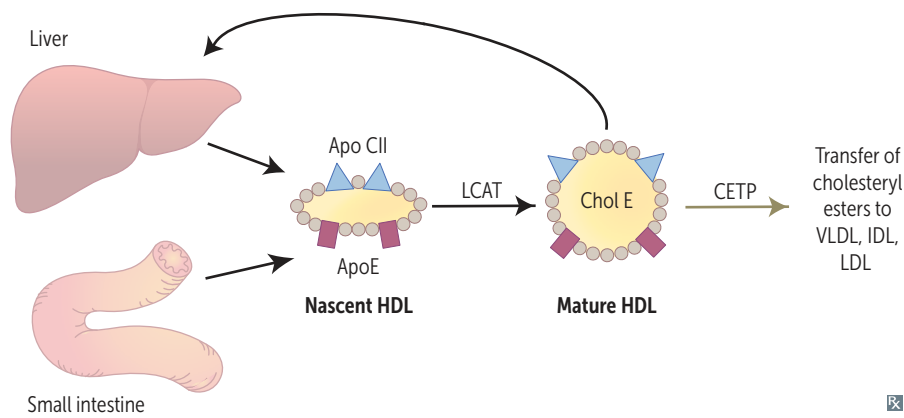 Liver
Apo CII
LCAT
Chol E
CETP
Transfer of
cholesteryl
esters to
VLDL, IDL,
LDL
ApoE
Nascent HDL
Mature HDL
Small intestine
Rx